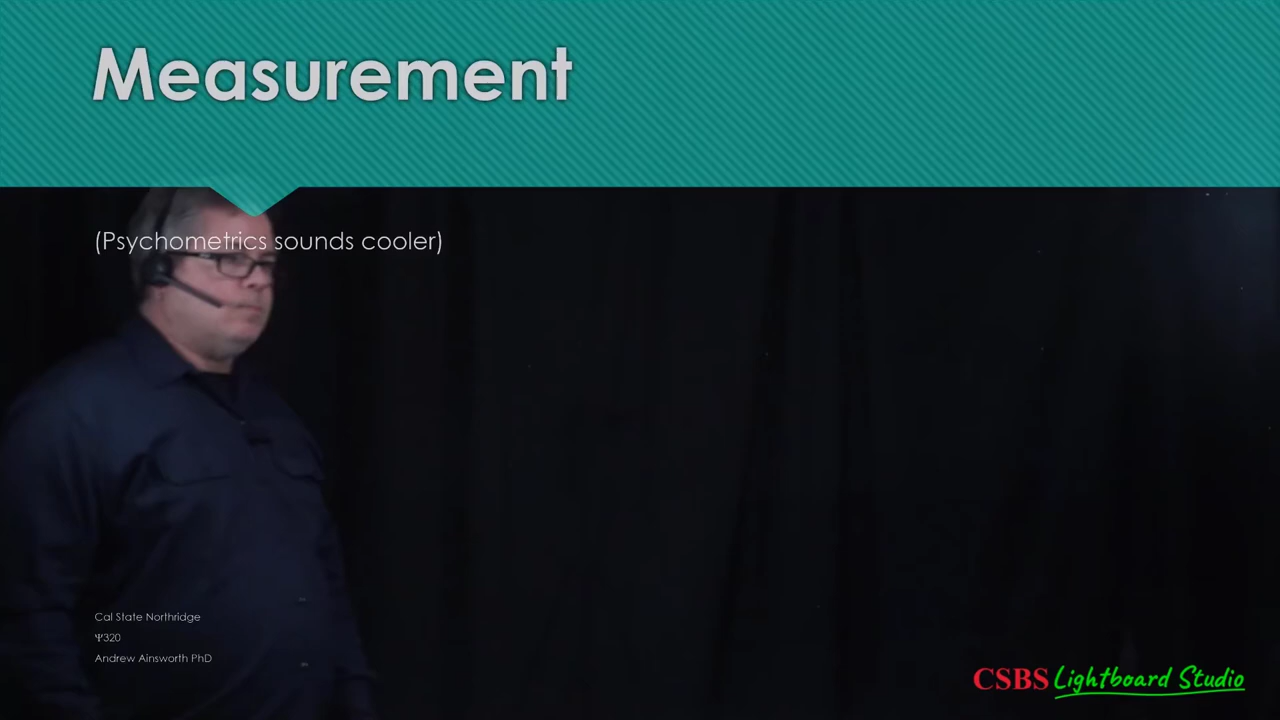 Measurement
(Psychometrics sounds cooler)
Cal State Northridge
Ψ320
Andrew Ainsworth PhD
CSBS Lightboard Studio